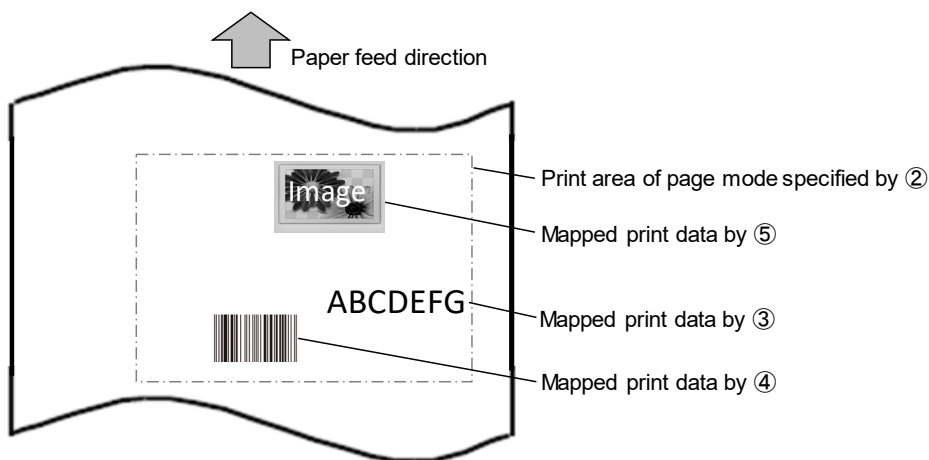 Paper feed direction
Image
Print area of page mode specified by ②
Mapped print data by ⑤
ABCDEFG
Mapped print data by ③
Mapped print data by ④